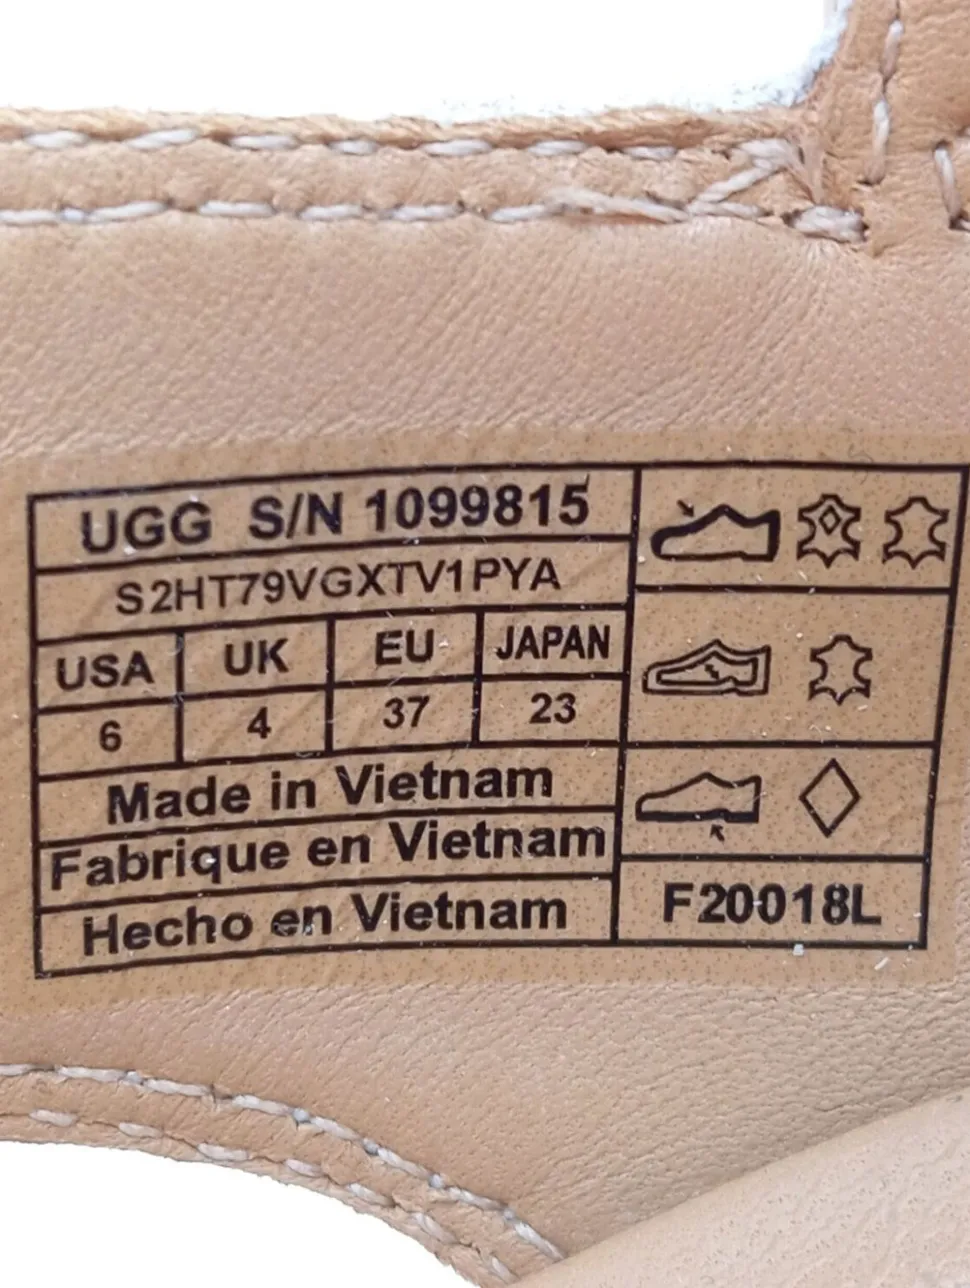 UGG S/N 1099815
S2HT79VGXTV1PYA
USA UK EU JAPAN
6 4 37 23
Made in Vietnam
Fabrique en Vietnam
Hecho en Vietnam
F20018L